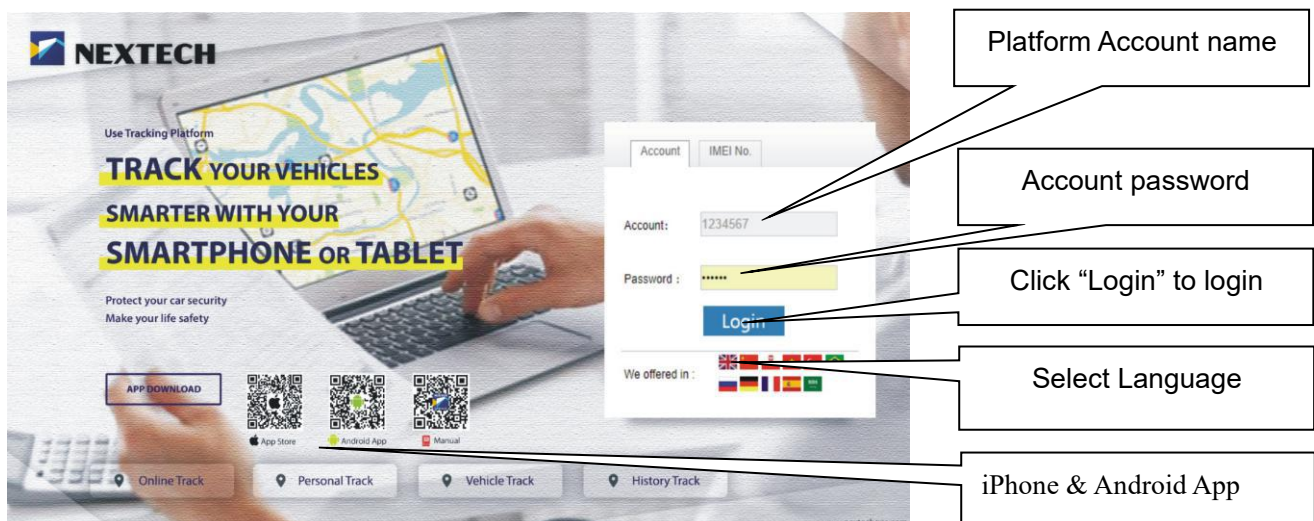 NEXTECH
Use Tracking Platform
TRACK YOUR VEHICLES
SMARTER WITH YOUR
SMARTPHONE OR TABLET
Protect your car security
Make your life safety
APP DOWNLOAD
App Store
Android App
Manual
Online Track
Personal Track
Vehicle Track
History Track
Account
IMEI No.
Account:
1234567
Password :
••••••
Login
We offered in :
Platform Account name
Account password
Click “Login” to login
Select Language
iPhone & Android App